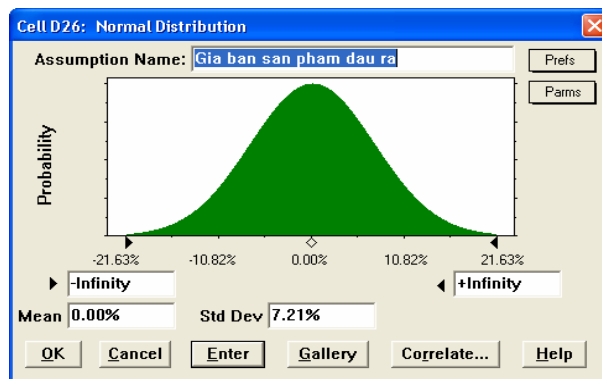 Cell D26: Normal Distribution
Assumption Name: Gia ban san pham dau ra
Prefs
Parms
Probability
-21.63% -10.82% 0.00% 10.82% 21.63%
-Infinity +Infinity
Mean 0.00% Std Dev 7.21%
OK Cancel Enter Gallery Correlate... Help